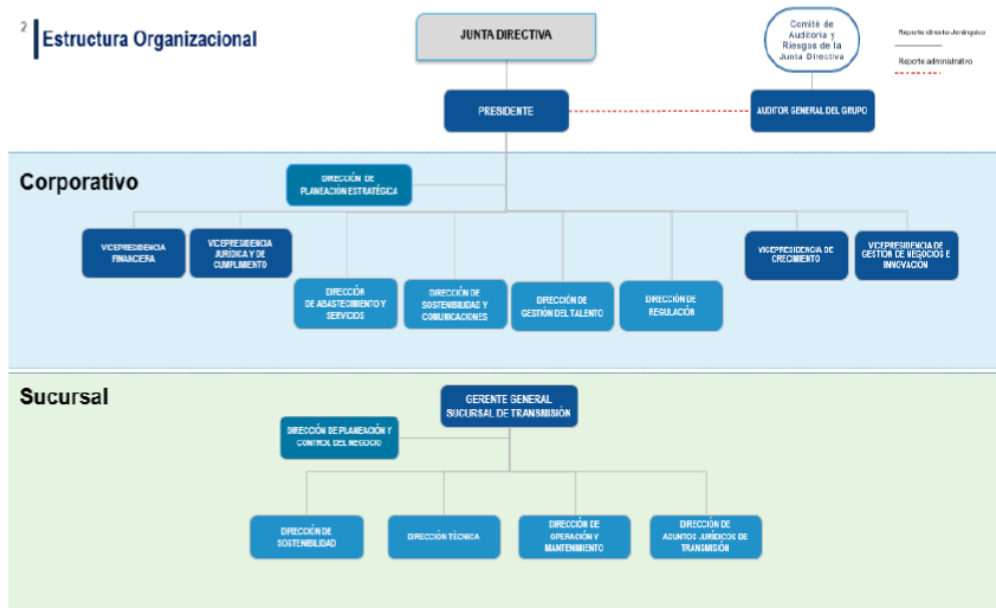 2
Estructura Organizacional
JUNTA DIRECTIVA
Comité de
Auditoría y
Riesgos de la
Junta Directiva
Reporte directo Jerárquico
Reporte administrativo
PRESIDENTE
AUDITOR GENERAL DEL GRUPO
Corporativo
DIRECCIÓN DE
PLANEACIÓN ESTRATÉGICA
VICEPRESIDENCIA
FINANCIERA
VICEPRESIDENCIA
JURÍDICA Y DE
CUMPLIMIENTO
VICEPRESIDENCIA DE
CRECIMIENTO
VICEPRESIDENCIA DE
GESTIÓN DE NEGOCIOS E
INNOVACIÓN
DIRECCIÓN
DE ABASTECIMIENTO Y
SERVICIOS
DIRECCIÓN DE
SOSTENIBILIDAD Y
COMUNICACIONES
DIRECCIÓN DE
GESTIÓN DEL TALENTO
DIRECCIÓN DE
REGULACIÓN
Sucursal
GERENTE GENERAL
SUCURSAL DE TRANSMISIÓN
DIRECCIÓN DE PLANEACIÓN Y
CONTROL DEL NEGOCIO
DIRECCIÓN DE
SOSTENIBILIDAD
DIRECCIÓN TÉCNICA
DIRECCIÓN DE
OPERACIÓN Y
MANTENIMIENTO
DIRECCIÓN DE
ASUNTOS JURÍDICOS DE
TRANSMISIÓN